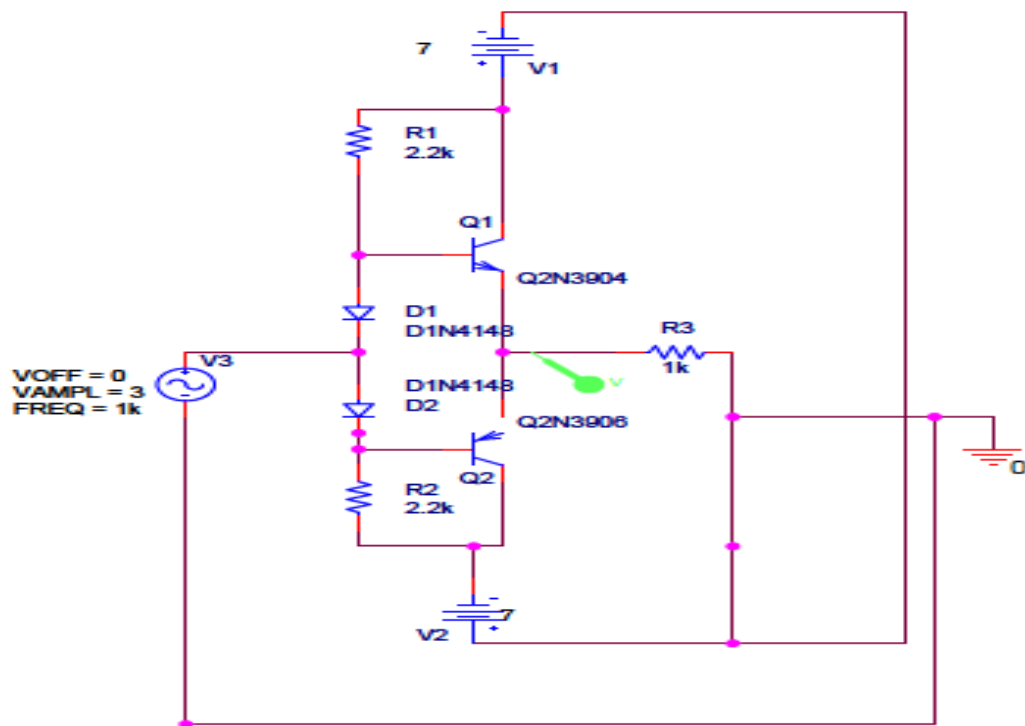 7
-
+
V1
R1
2.2k
Q1
Q2N3904
D1
D1N4148
R3
1k
V
V3
+
-
VOFF = 0
VAMPL = 3
FREQ = 1k
D1N4148
D2
Q2N3906
Q2
0
R2
2.2k
-
7
+
V2